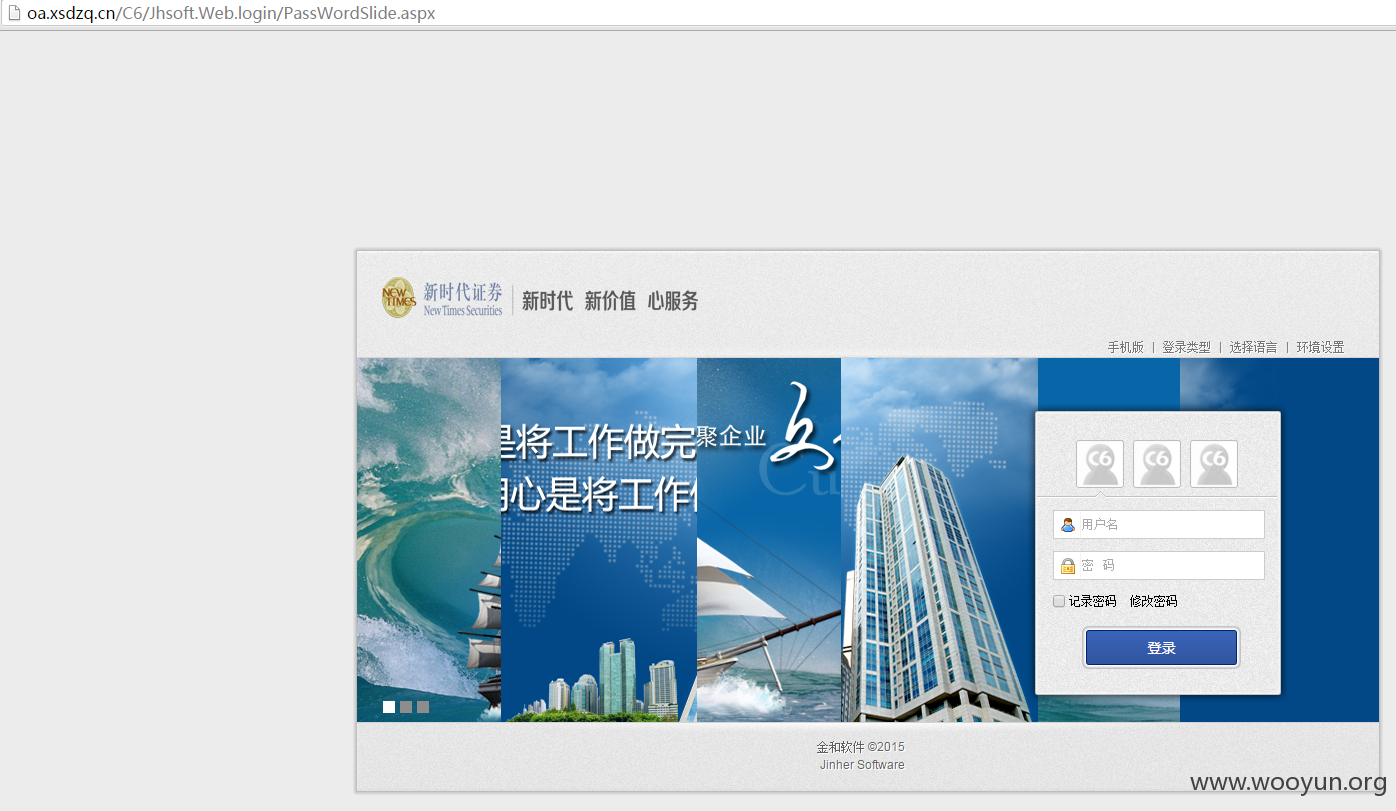 oa.xsdzq.cn/C6/Jhsoft.Web.login/PassWordSlide.aspx
新时代证券
NEW TIMES
New Times Securities
新时代 新价值 心服务
手机版 | 登录类型 | 选择语言 | 环境设置
是将工作做完
心是将工作
聚企业
C6 C6 C6
用户名
密 码
记录密码 修改密码
登录
金和软件 ©2015
Jinher Software
www.wooyun.org